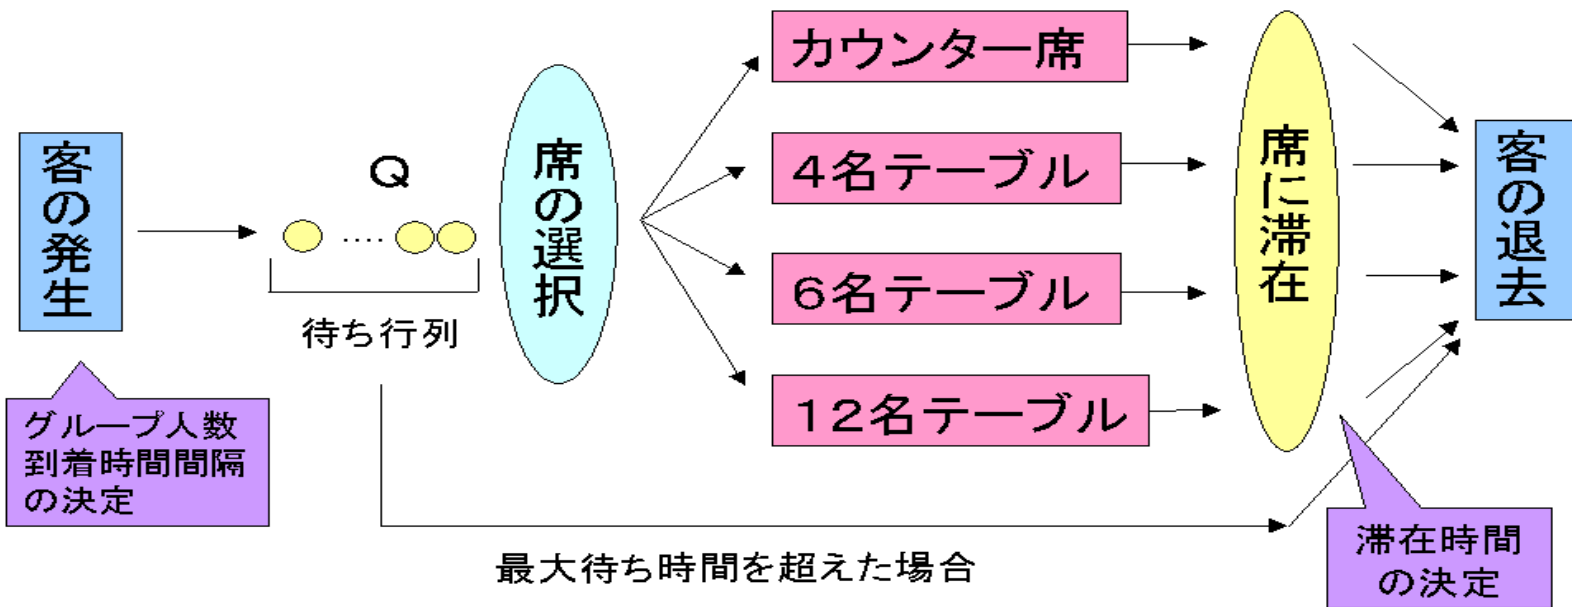 客の発生
グループ人数
到着時間間隔
の決定
Q
‥‥
待ち行列
席の選択
カウンター席
4名テーブル
6名テーブル
12名テーブル
席に滞在
滞在時間
の決定
客の退去
最大待ち時間を超えた場合